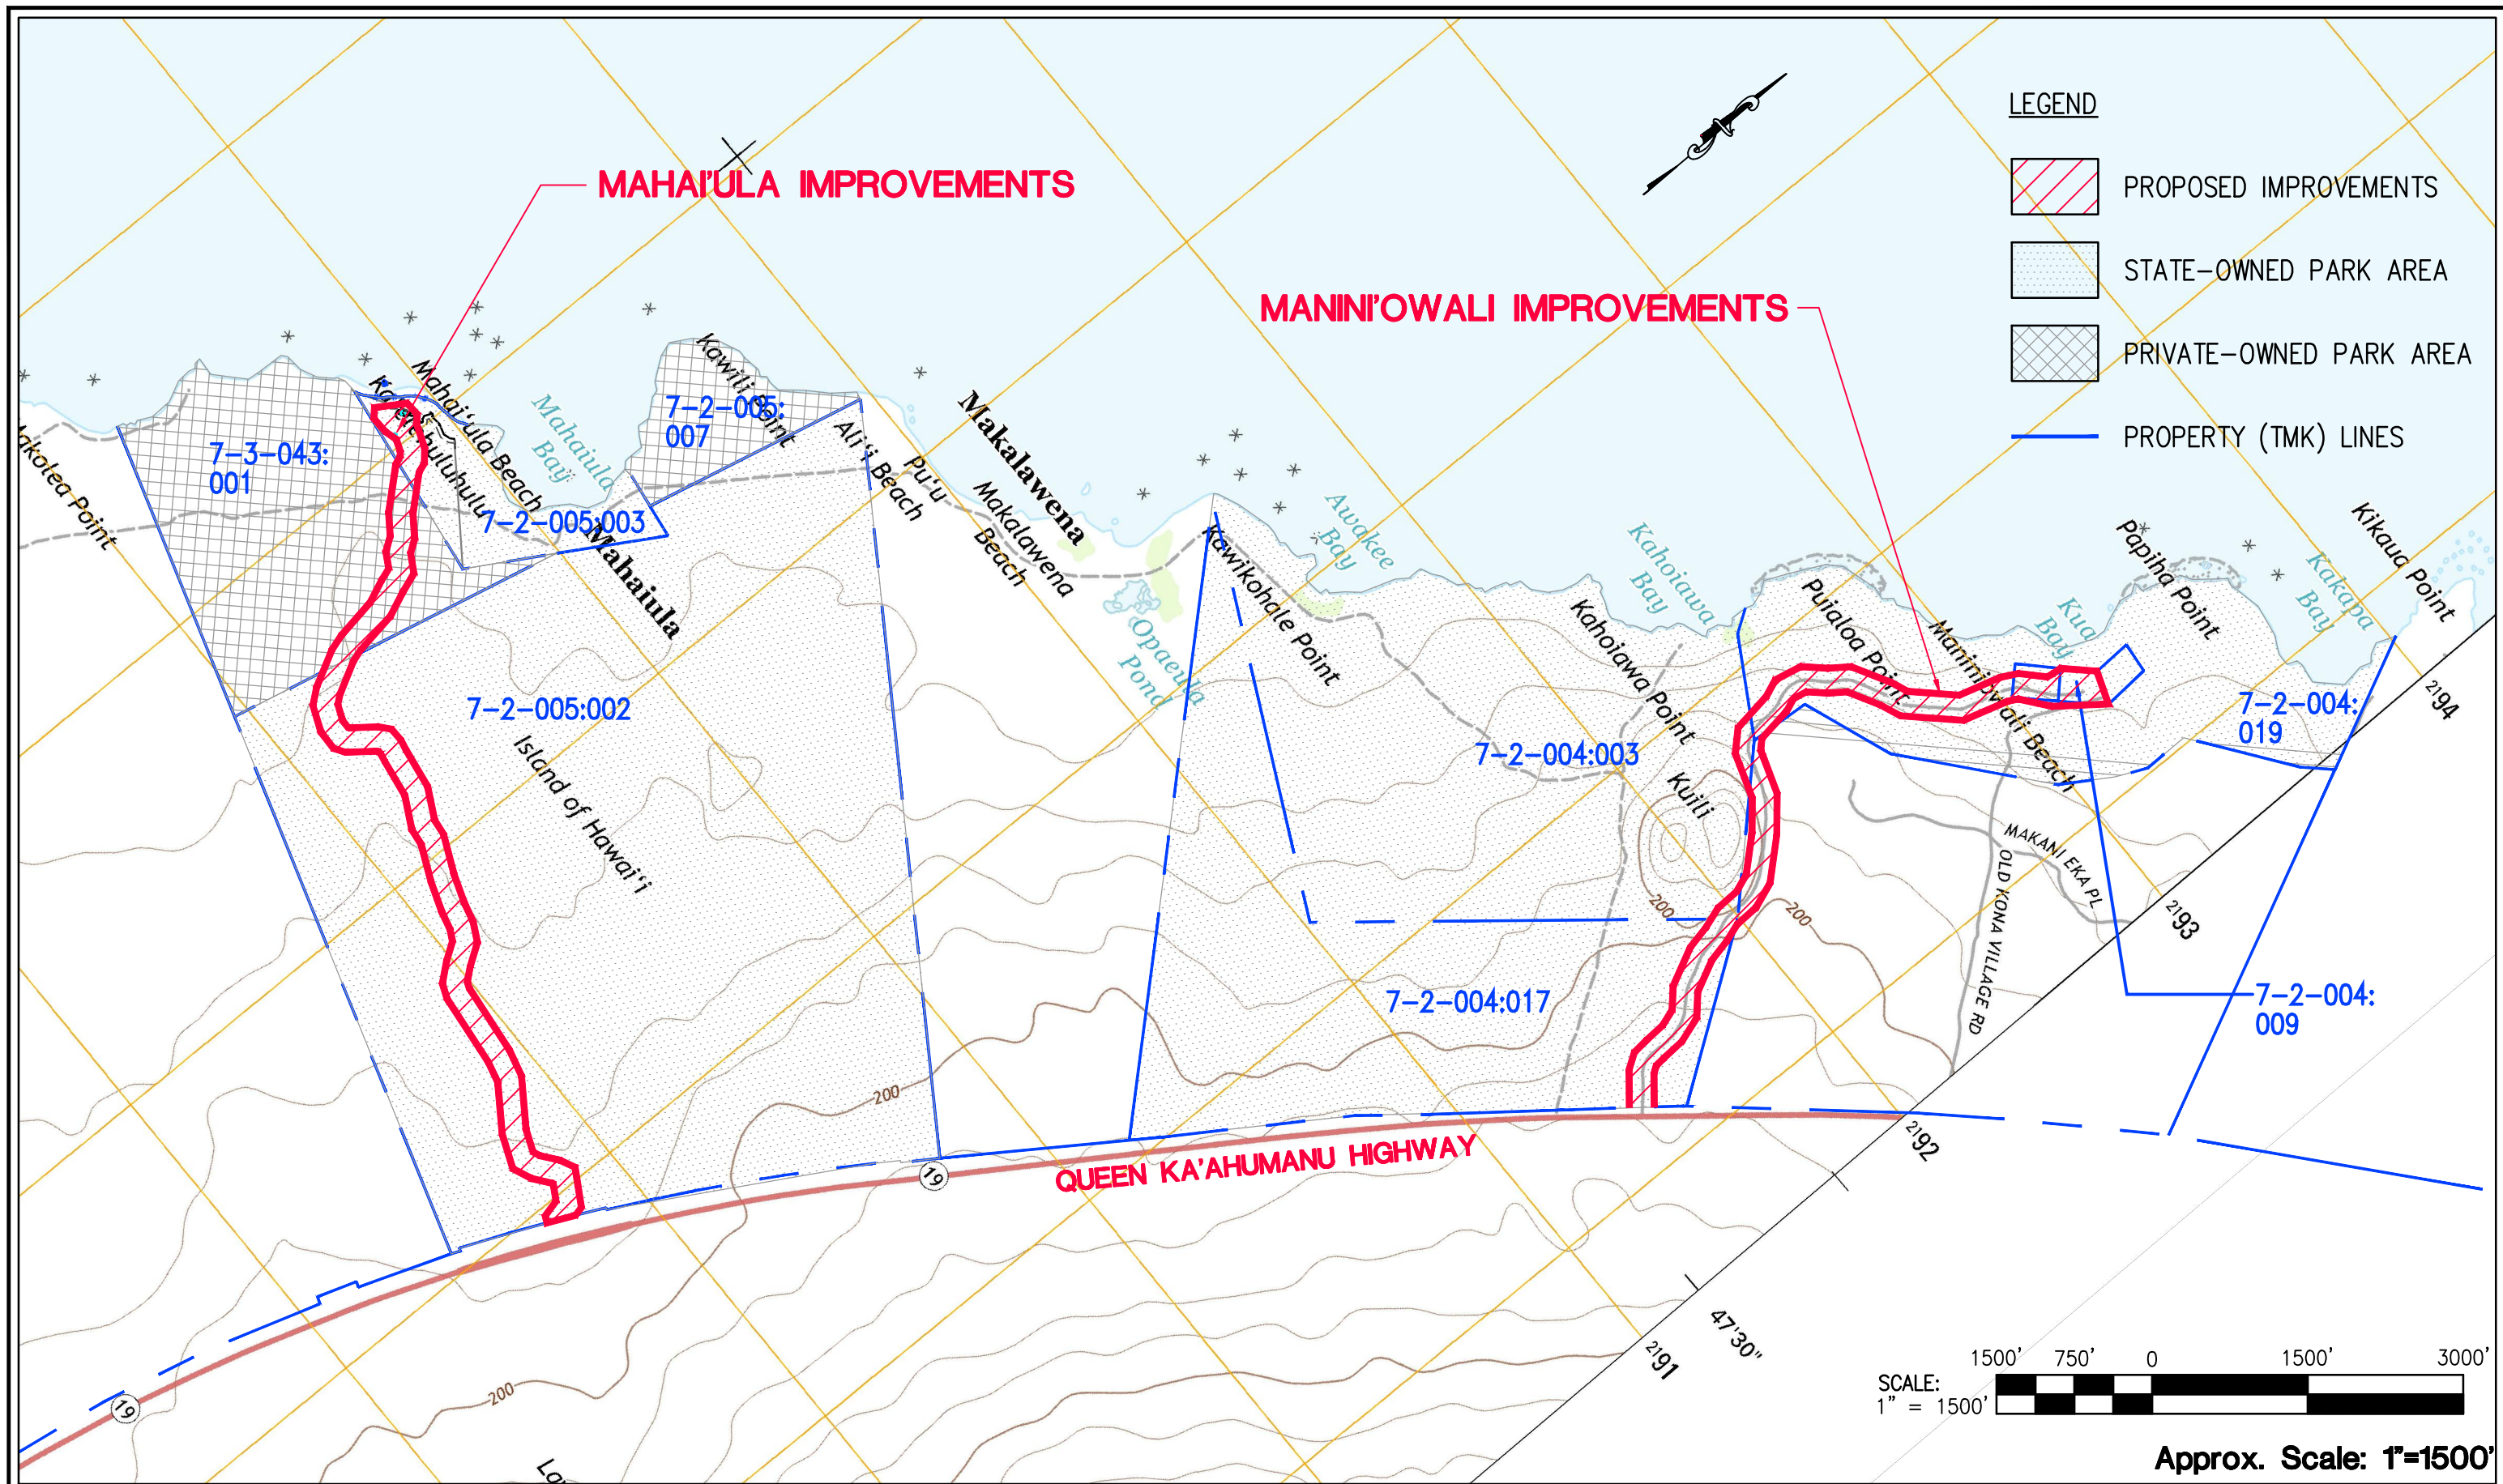 LEGEND
PROPOSED IMPROVEMENTS
STATE-OWNED PARK AREA
PRIVATE-OWNED PARK AREA
PROPERTY (TMK) LINES
MAHAI'ULA IMPROVEMENTS
MANINI'OWALI IMPROVEMENTS
Mahai'ula Beach
Mahaiula
Bay
Kawili Point
7-2-005:
007
7-3-043:
001
7-2-005:003
Mahaiula
Ali'i Beach
Pu'u
Makalawena
Makalawena
Beach
Opaeula
Pond
Kawikohale Point
Awakee
Bay
Kahoiawa
Bay
Kahoiawa Point
Puialoa Point
Maniniowali Beach
Kua
Bay
Papiha Point
Kakapa
Bay
Kikaua Point
Point
7-2-005:002
Island of Hawai'i
7-2-004:003
Kuili
7-2-004:
019
2194
MAKANI EKA PL
OLD KONA VILLAGE RD
2193
200
200
7-2-004:017
7-2-004:
009
200
2192
19
QUEEN KA'AHUMANU HIGHWAY
47'30"
2191
200
19
1500' 750' 0 1500' 3000'
SCALE:
1" = 1500'
Approx. Scale: 1"=1500'